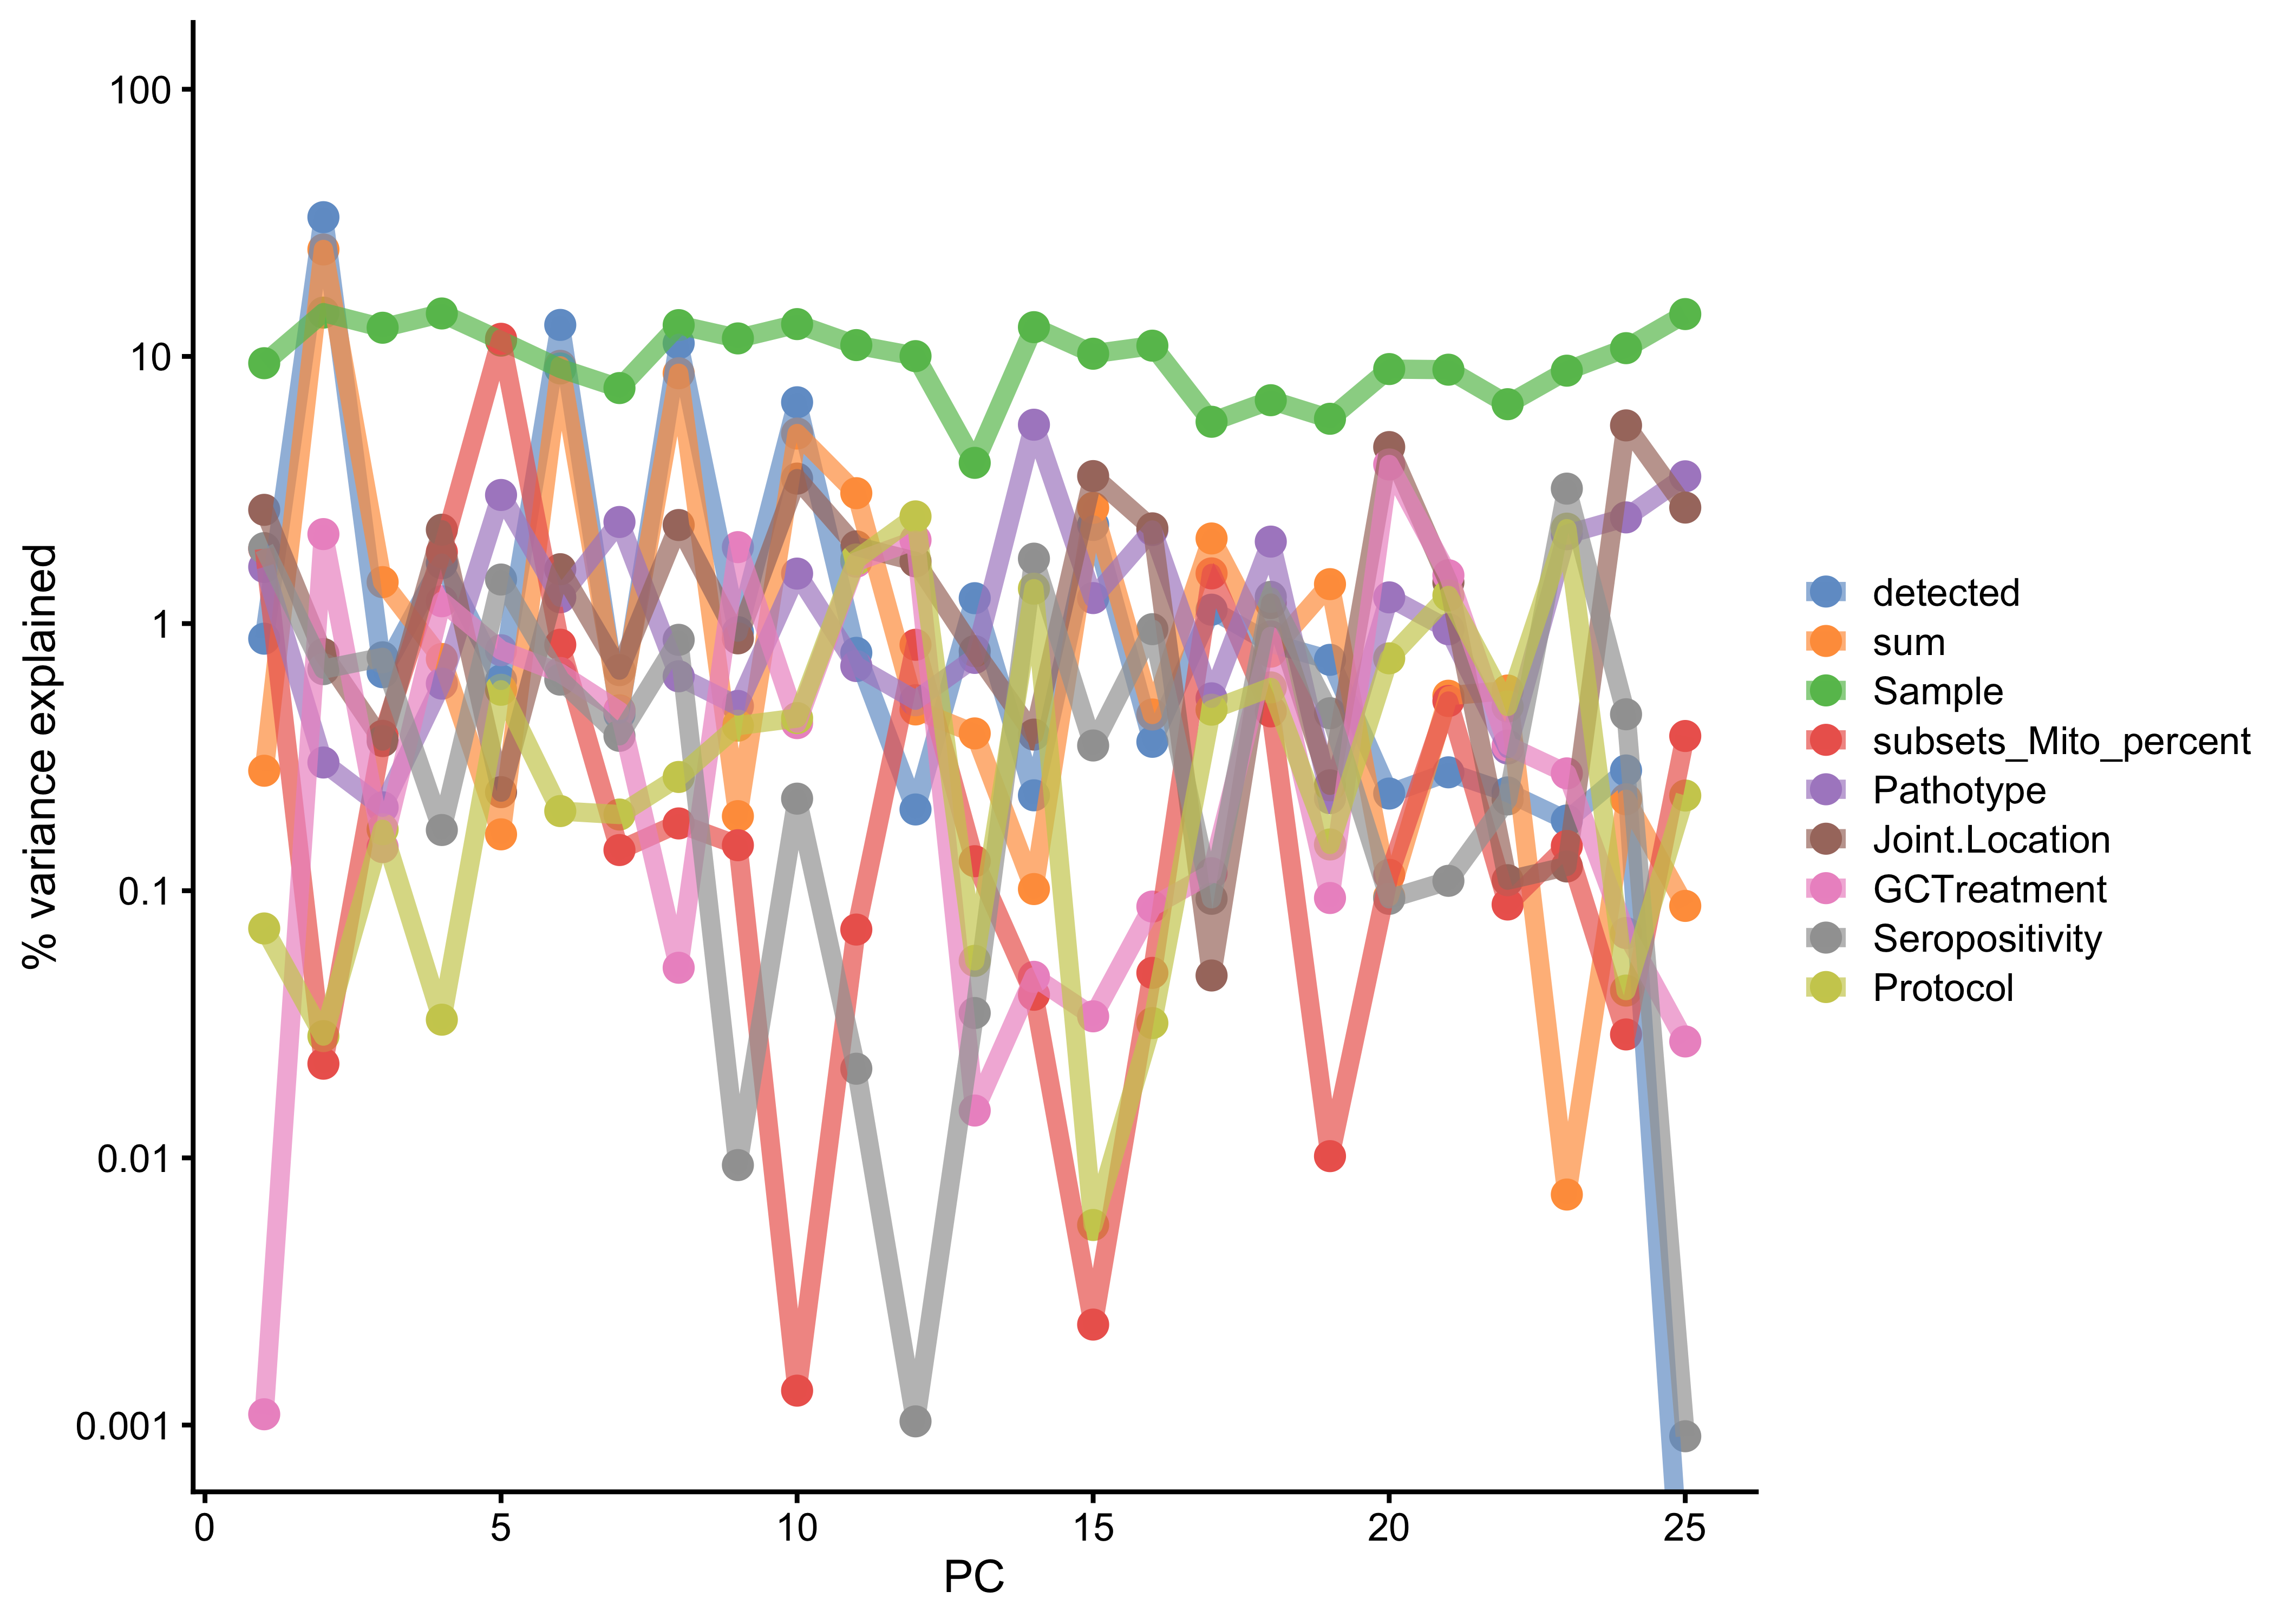 % variance explained
100
10
1
0.1
0.01
0.001
0
5
10
15
20
25
PC
detected
sum
Sample
subsets_Mito_percent
Pathotype
Joint.Location
GCTreatment
Seropositivity
Protocol